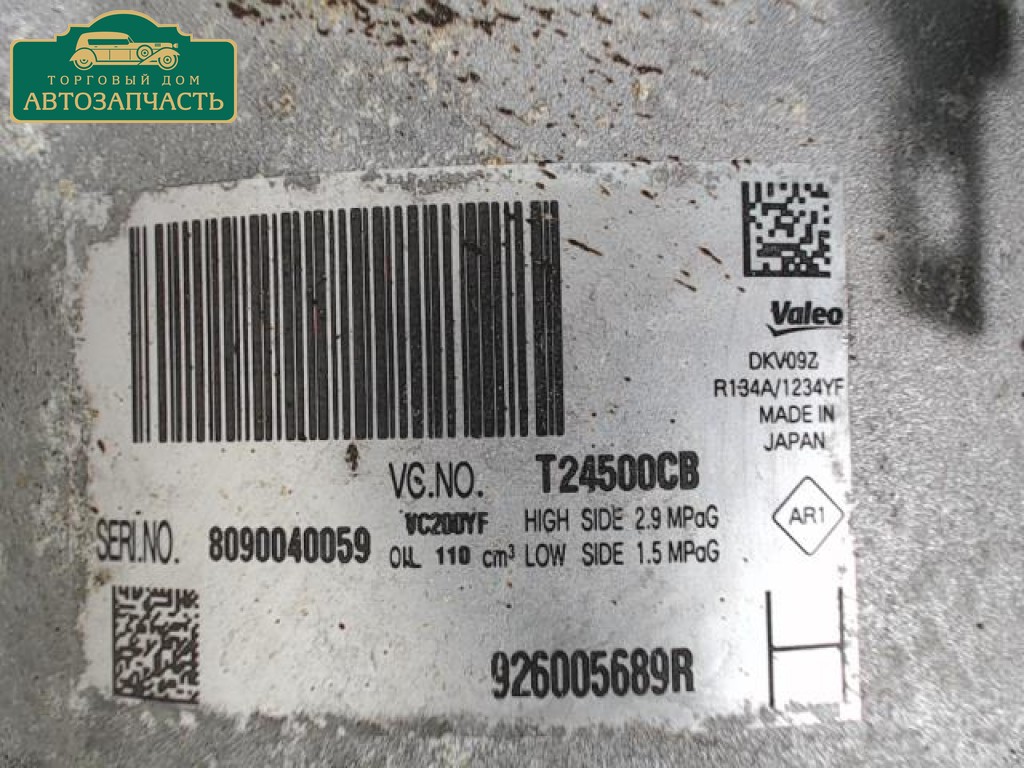 ТОРГОВЫЙ ДОМ
АВТОЗАПЧАСТЬ
Valeo
DKV09Z
R134A/1234YF
MADE IN
JAPAN
VC.NO. T24500CB
SERI.NO. 8090040059
VC200YF HIGH SIDE 2.9 MPaG
OIL 110 cm³ LOW SIDE 1.5 MPaG
AR1
926005689R
H